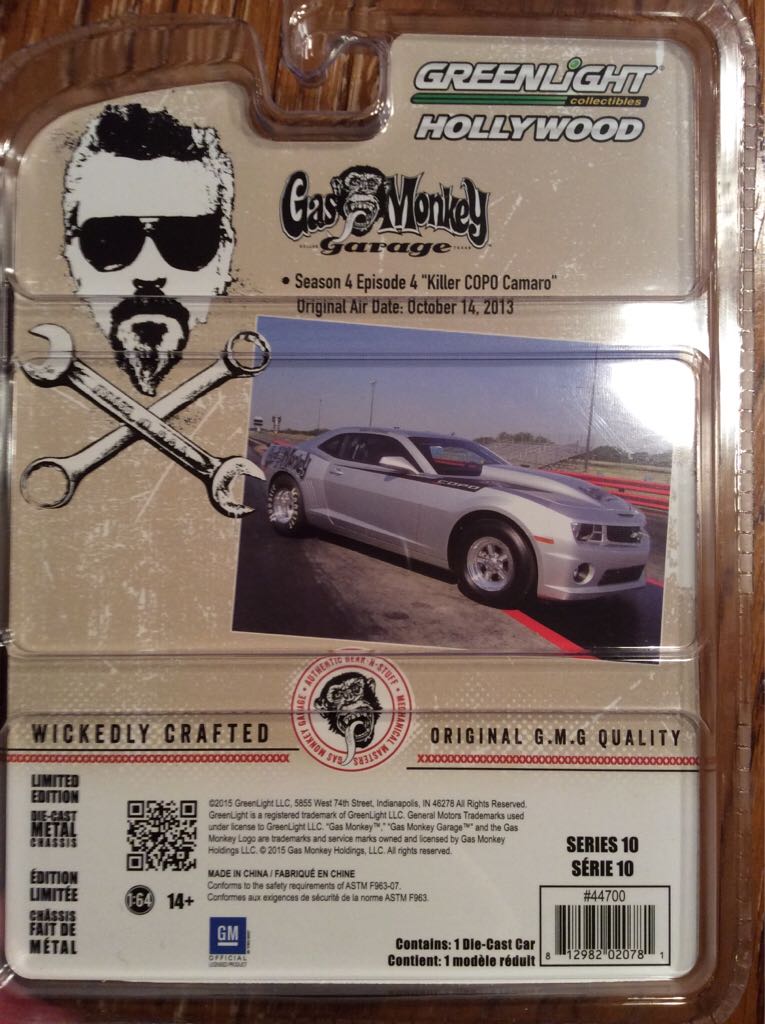 GREENLIGHT®
collectibles
HOLLYWOOD
Gas Monkey
Garage
• Season 4 Episode 4 "Killer COPO Camaro"
Original Air Date: October 14, 2013
COPO
AUTHENTIC GEAR-N-STUFF • MECHANICAL MASTERS • GAS MONKEY GARAGE •
WICKEDLY CRAFTED
ORIGINAL G.M.G QUALITY
LIMITED
EDITION
DIE-CAST
METAL
CHASSIS
ÉDITION
LIMITÉE
CHÂSSIS
FAIT DE
MÉTAL
©2015 GreenLight LLC, 5855 West 74th Street, Indianapolis, IN 46278 All Rights Reserved.
GreenLight is a registered trademark of GreenLight LLC. General Motors Trademarks used
under license to GreenLight LLC. "Gas Monkey™," "Gas Monkey Garage™" and the Gas
Monkey Logo are trademarks and service marks owned and licensed by Gas Monkey
Holdings LLC. © 2015 Gas Monkey Holdings, LLC. All rights reserved.
MADE IN CHINA / FABRIQUÉ EN CHINE
Conforms to the safety requirements of ASTM F963-07.
Conformes aux exigences de sécurité de la norme ASTM F963.
1:64 14+
GM
OFFICIAL
LICENSED PRODUCT
SERIES 10
SÉRIE 10
#44700
8 12982 02078 1
Contains: 1 Die-Cast Car
Contient: 1 modèle réduit